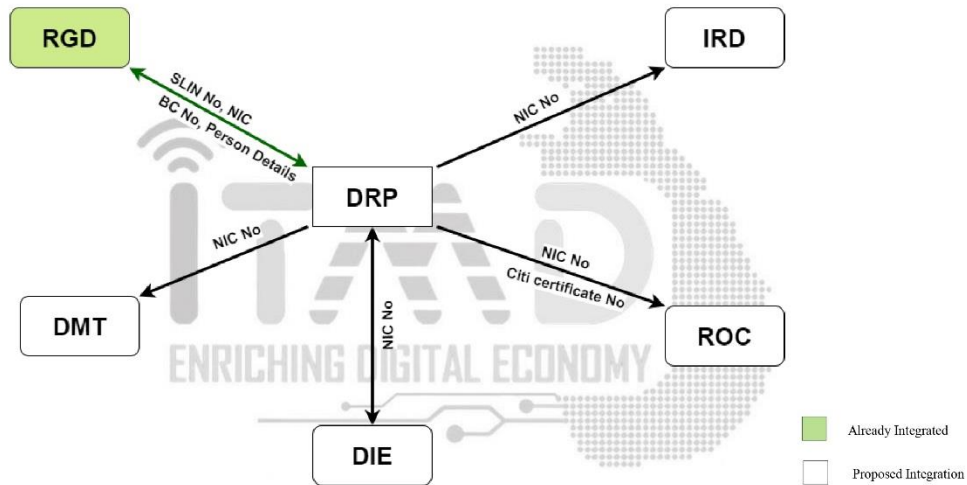 RGD
IRD
SLIN No, NIC
BC No, Person Details
NIC No
DRP
NIC No
NIC No
Citi certificate No
NIC No
DMT
ROC
ITMD
ENRICHING DIGITAL ECONOMY
DIE
Already Integrated
Proposed Integration